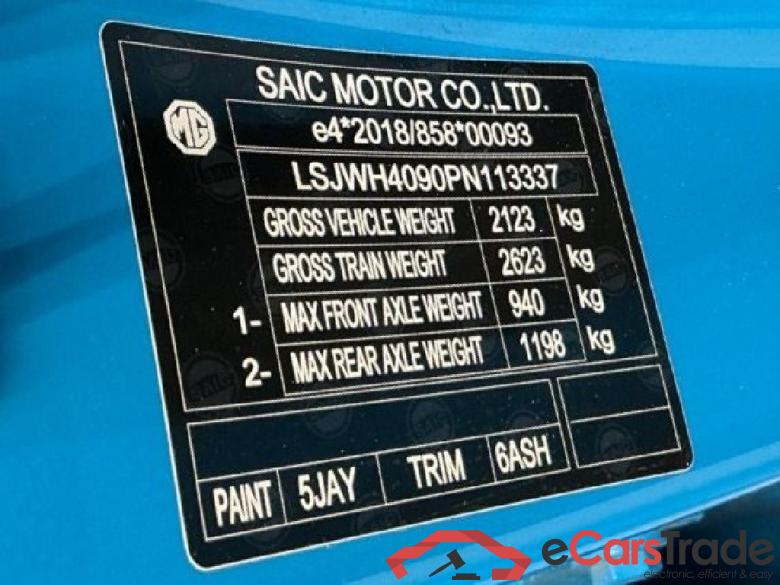 SAIC MOTOR CO.,LTD.
MG
e4*2018/858*00093
LSJWH4090PN113337
GROSS VEHICLE WEIGHT 2123 kg
GROSS TRAIN WEIGHT 2623 kg
1- MAX FRONT AXLE WEIGHT 940 kg
2- MAX REAR AXLE WEIGHT 1198 kg
PAINT 5JAY TRIM 6ASH
eCarsTrade
electronic, efficient & easy